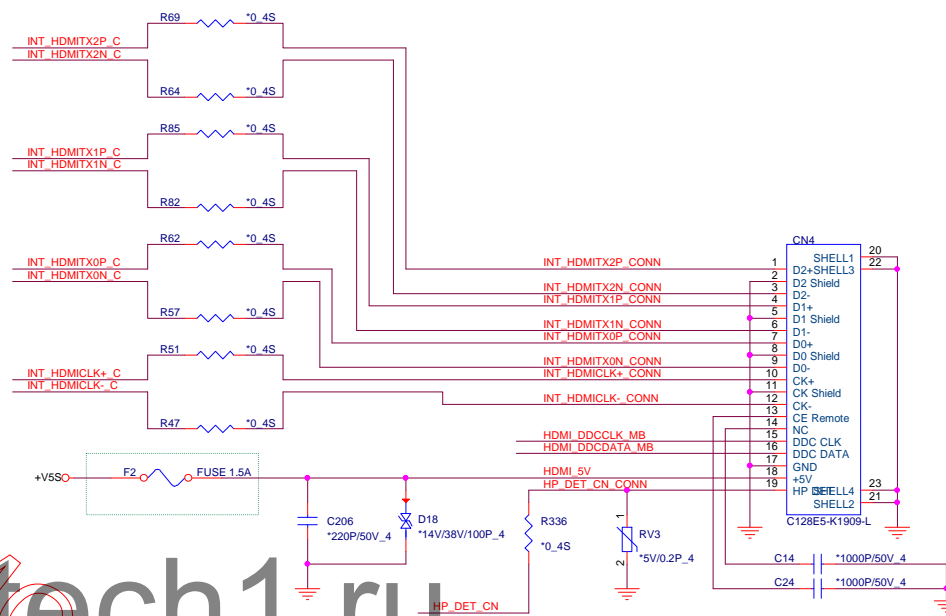 R69 *0_4S
INT_HDMITX2P_C
INT_HDMITX2N_C
R64 *0_4S
R85 *0_4S
INT_HDMITX1P_C
INT_HDMITX1N_C
R82 *0_4S
R62 *0_4S
INT_HDMITX0P_C
INT_HDMITX0N_C
R57 *0_4S
R51 *0_4S
INT_HDMICLK+_C
INT_HDMICLK-_C
R47 *0_4S
CN4
SHELL1 20
INT_HDMITX2P_CONN 1 D2+ SHELL3 22
2 D2 Shield
INT_HDMITX2N_CONN 3 D2-
INT_HDMITX1P_CONN 4 D1+
5 D1 Shield
INT_HDMITX1N_CONN 6 D1-
INT_HDMITX0P_CONN 7 D0+
8 D0 Shield
INT_HDMITX0N_CONN 9 D0-
INT_HDMICLK+_CONN 10 CK+
11 CK Shield
INT_HDMICLK-_CONN 12 CK-
13 CE Remote
14 NC
HDMI_DDCCLK_MB 15 DDC CLK
HDMI_DDCDATA_MB 16 DDC DATA
17 GND
HDMI_5V 18 +5V
HP_DET_CN_CONN 19 HP DET SHELL4 23
SHELL2 21
C128E5-K1909-L
+V5S F2 FUSE 1.5A
C206
*220P/50V_4
D18
*14V/38V/100P_4
R336
*0_4S
1
RV3
*5V/0.2P_4
2
C14 *1000P/50V_4
C24 *1000P/50V_4
HP_DET_CN
tech1.ru